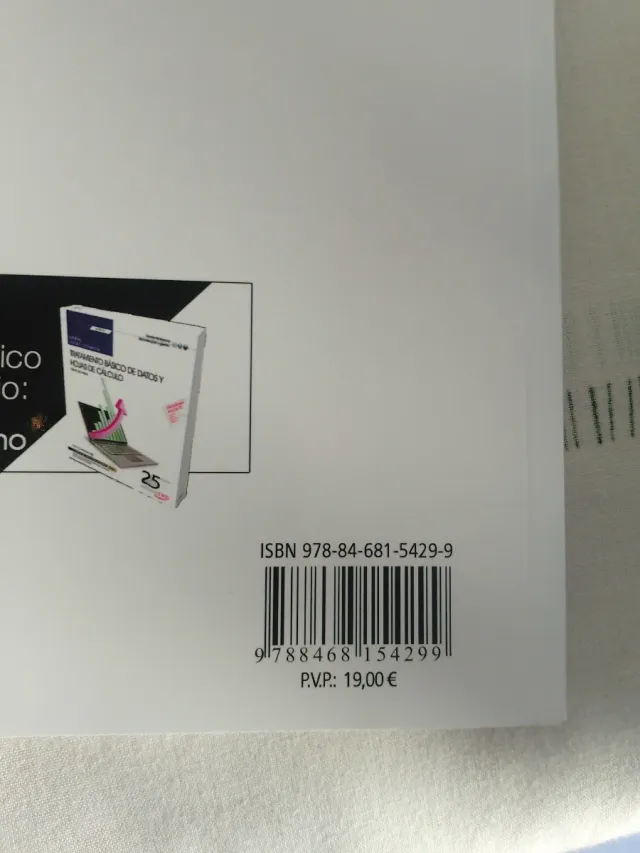 ico
io:
no
TRATAMIENTO BÁSICO DE DATOS Y
HOJAS DE CÁLCULO
25
ISBN 978-84-681-5429-9
9 788468 154299
P.V.P.: 19,00 €